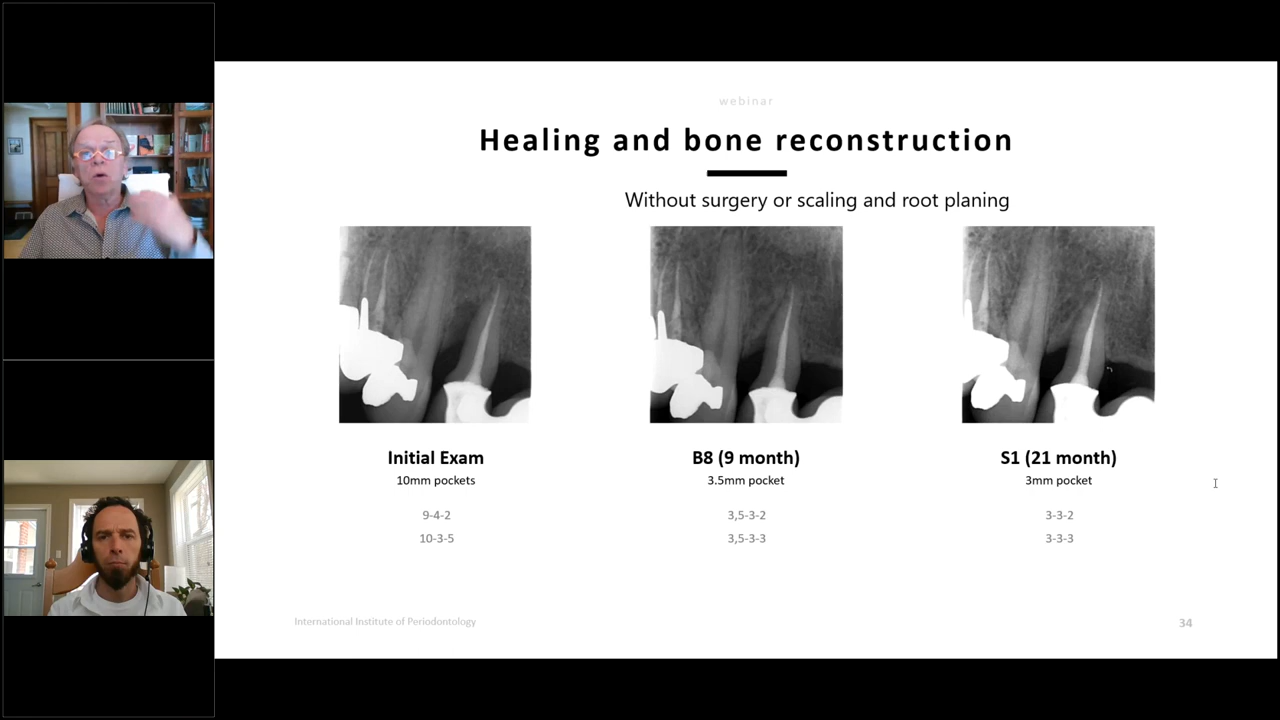 webinar
Healing and bone reconstruction
Without surgery or scaling and root planing
Initial Exam
10mm pockets
9-4-2
10-3-5
B8 (9 month)
3.5mm pocket
3,5-3-2
3,5-3-3
S1 (21 month)
3mm pocket
3-3-2
3-3-3
International Institute of Periodontology
34